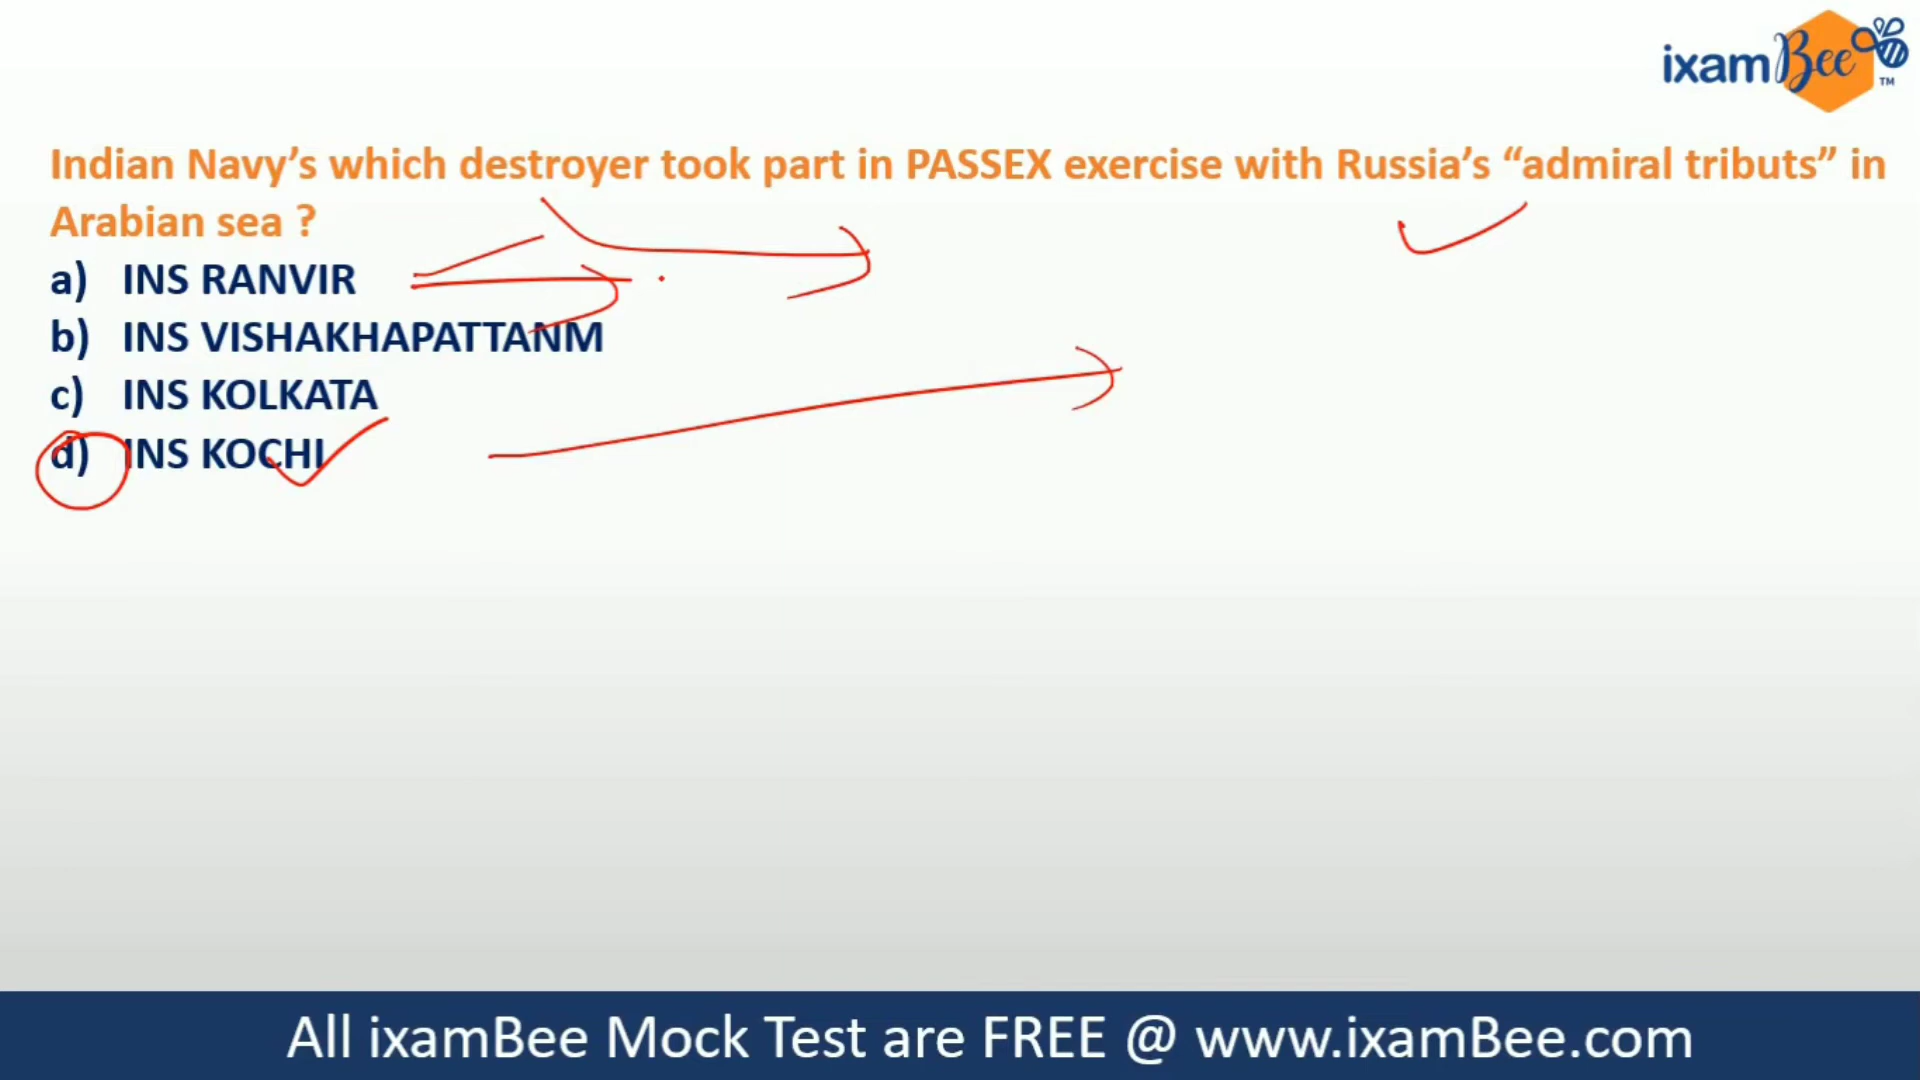 ixamBee™
Indian Navy’s which destroyer took part in PASSEX exercise with Russia’s “admiral tributs” in
Arabian sea ?
a) INS RANVIR
b) INS VISHAKHAPATTANM
c) INS KOLKATA
d) INS KOCHI
All ixamBee Mock Test are FREE @ www.ixamBee.com